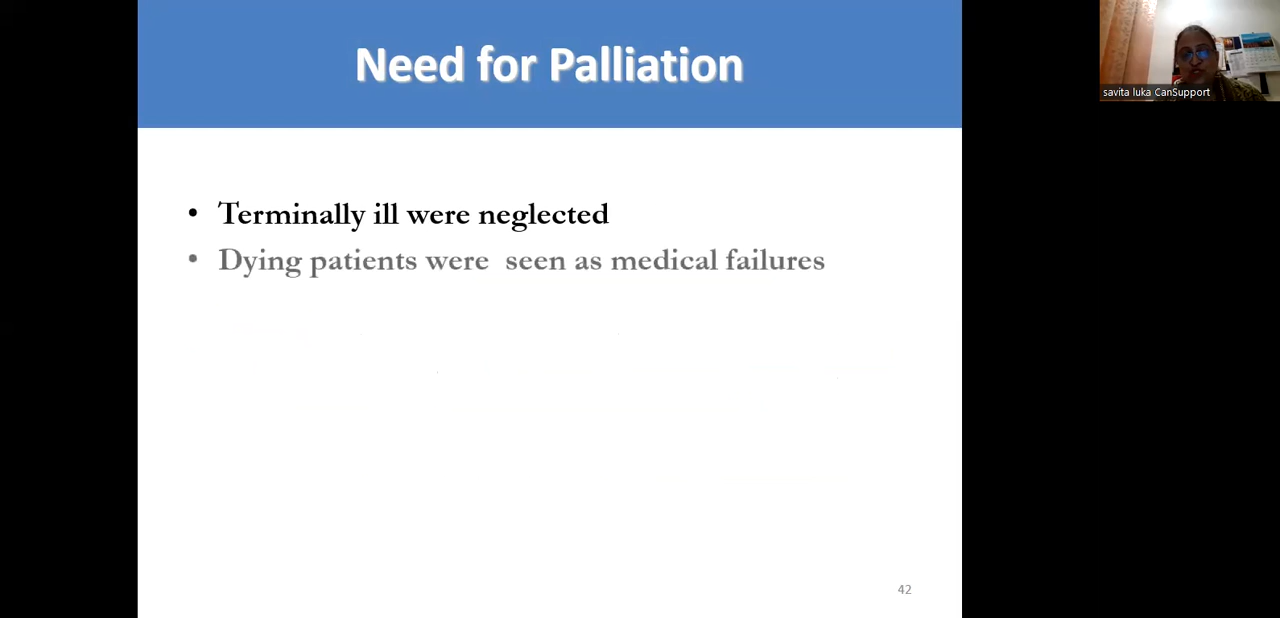 Need for Palliation
savita luka CanSupport
• Terminally ill were neglected
• Dying patients were seen as medical failures
42